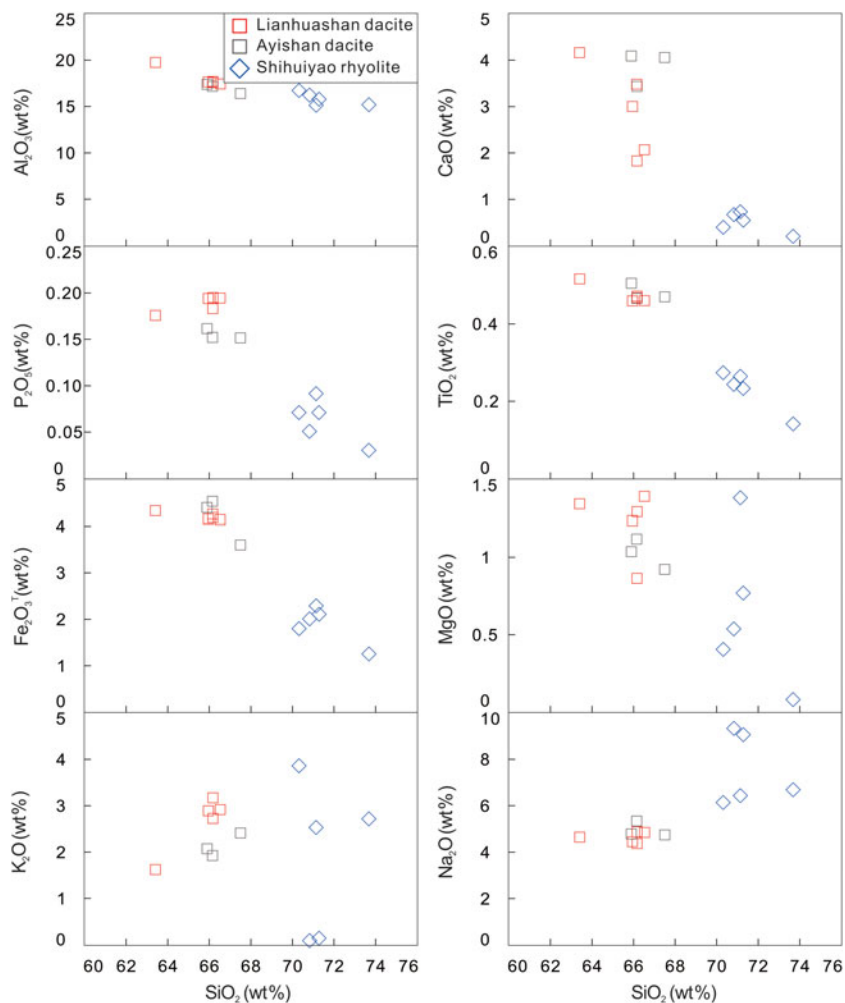 Lianhuashan dacite
Ayishan dacite
Shihuiyao rhyolite
25
20
15
10
5
0
Al₂O₃(wt%)
5
4
3
2
1
0
CaO (wt%)
0.25
0.20
0.15
0.10
0.05
0
P₂O₅(wt%)
0.6
0.4
0.2
0
TiO₂(wt%)
5
4
3
2
1
0
Fe₂O₃ᵀ(wt%)
1.5
1
0.5
0
MgO (wt%)
5
4
3
2
1
0
K₂O (wt%)
10
8
6
4
2
0
Na₂O (wt%)
60 62 64 66 68 70 72 74 76
SiO₂ (wt%)
60 62 64 66 68 70 72 74 76
SiO₂ (wt%)